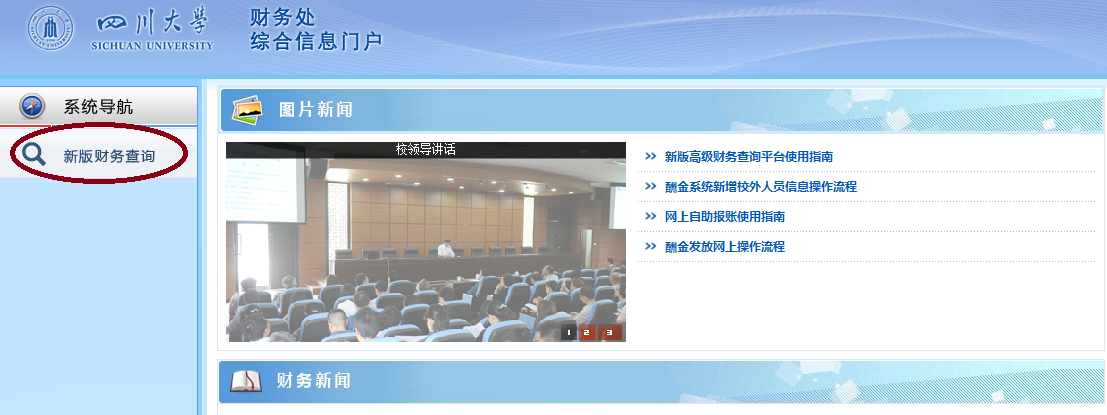 四川大学
SICHUAN UNIVERSITY
财务处
综合信息门户
系统导航
新版财务查询
图片新闻
校领导讲话
1 2 3
新版高级财务查询平台使用指南
酬金系统新增校外人员信息操作流程
网上自助报账使用指南
酬金发放网上操作流程
财务新闻